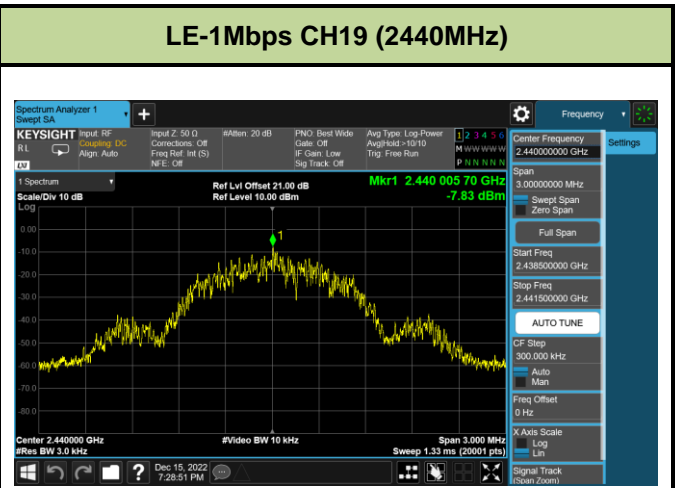 LE-1Mbps CH19 (2440MHz)
Spectrum Analyzer 1
Swept SA
+
Frequency
KEYSIGHT
RL
LXI
Input: RF
Coupling: DC
Align: Auto
Input Z: 50 Ω
Corrections: Off
Freq Ref: Int (S)
NFE: Off
#Atten: 20 dB
PNO: Best Wide
Gate: Off
IF Gain: Low
Sig Track: Off
Avg Type: Log-Power
Avg|Hold:>10/10
Trig: Free Run
1 2 3 4 5 6
M W W W W W
P N N N N N
Center Frequency
2.440000000 GHz
Settings
1 Spectrum
Scale/Div 10 dB
Log
Ref Lvl Offset 21.00 dB
Ref Level 10.00 dBm
Mkr1 2.440 005 70 GHz
-7.83 dBm
Span
3.00000000 MHz
Swept Span
Zero Span
Full Span
Start Freq
2.438500000 GHz
Stop Freq
2.441500000 GHz
AUTO TUNE
CF Step
300.000 kHz
Auto
Man
Freq Offset
0 Hz
X Axis Scale
Log
Lin
Signal Track
(Span Zoom)
1
0.00
-10.0
-20.0
-30.0
-40.0
-50.0
-60.0
-70.0
-80.0
Center 2.440000 GHz
#Res BW 3.0 kHz
#Video BW 10 kHz
Span 3.000 MHz
Sweep 1.33 ms (20001 pts)
?
Dec 15, 2022
7:28:51 PM